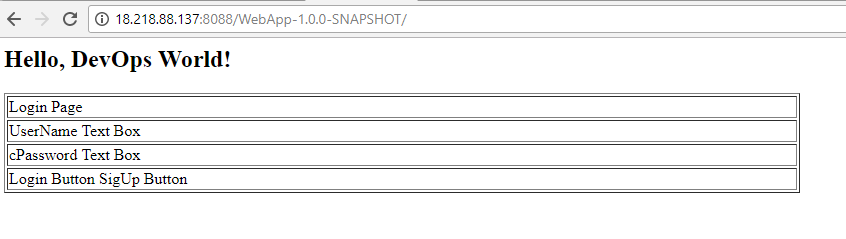 18.218.88.137:8088/WebApp-1.0.0-SNAPSHOT/
Hello, DevOps World!
Login Page
UserName Text Box
cPassword Text Box
Login Button SigUp Button